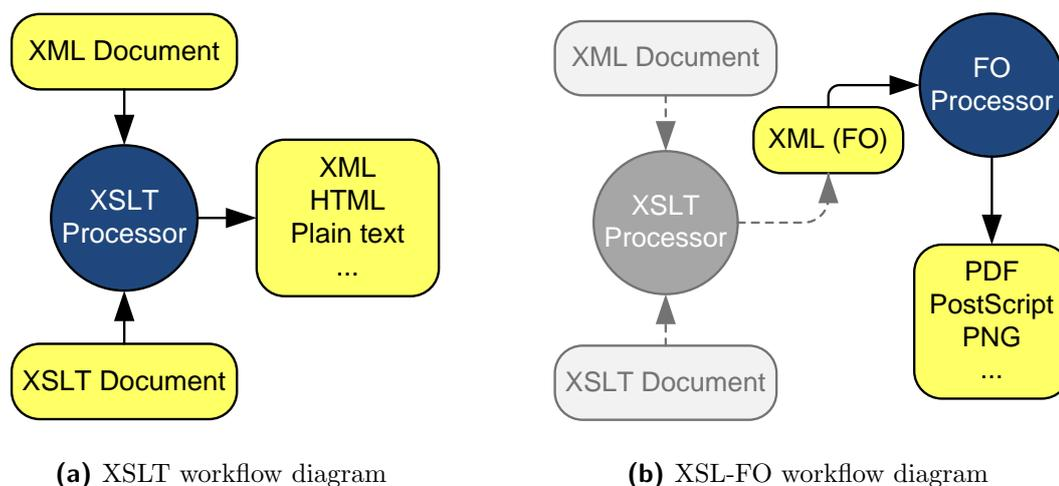 XML Document
XSLT
Processor
XML
HTML
Plain text
...
XSLT Document
(a) XSLT workflow diagram
XML Document
XSLT
Processor
XSLT Document
XML (FO)
FO
Processor
PDF
PostScript
PNG
...
(b) XSL-FO workflow diagram